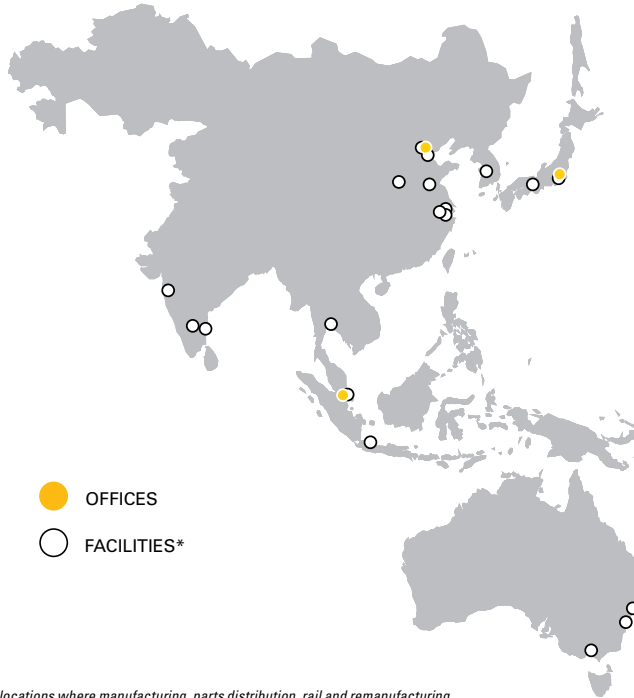 OFFICES
FACILITIES*
locations where manufacturing, parts distribution, rail and remanufacturing